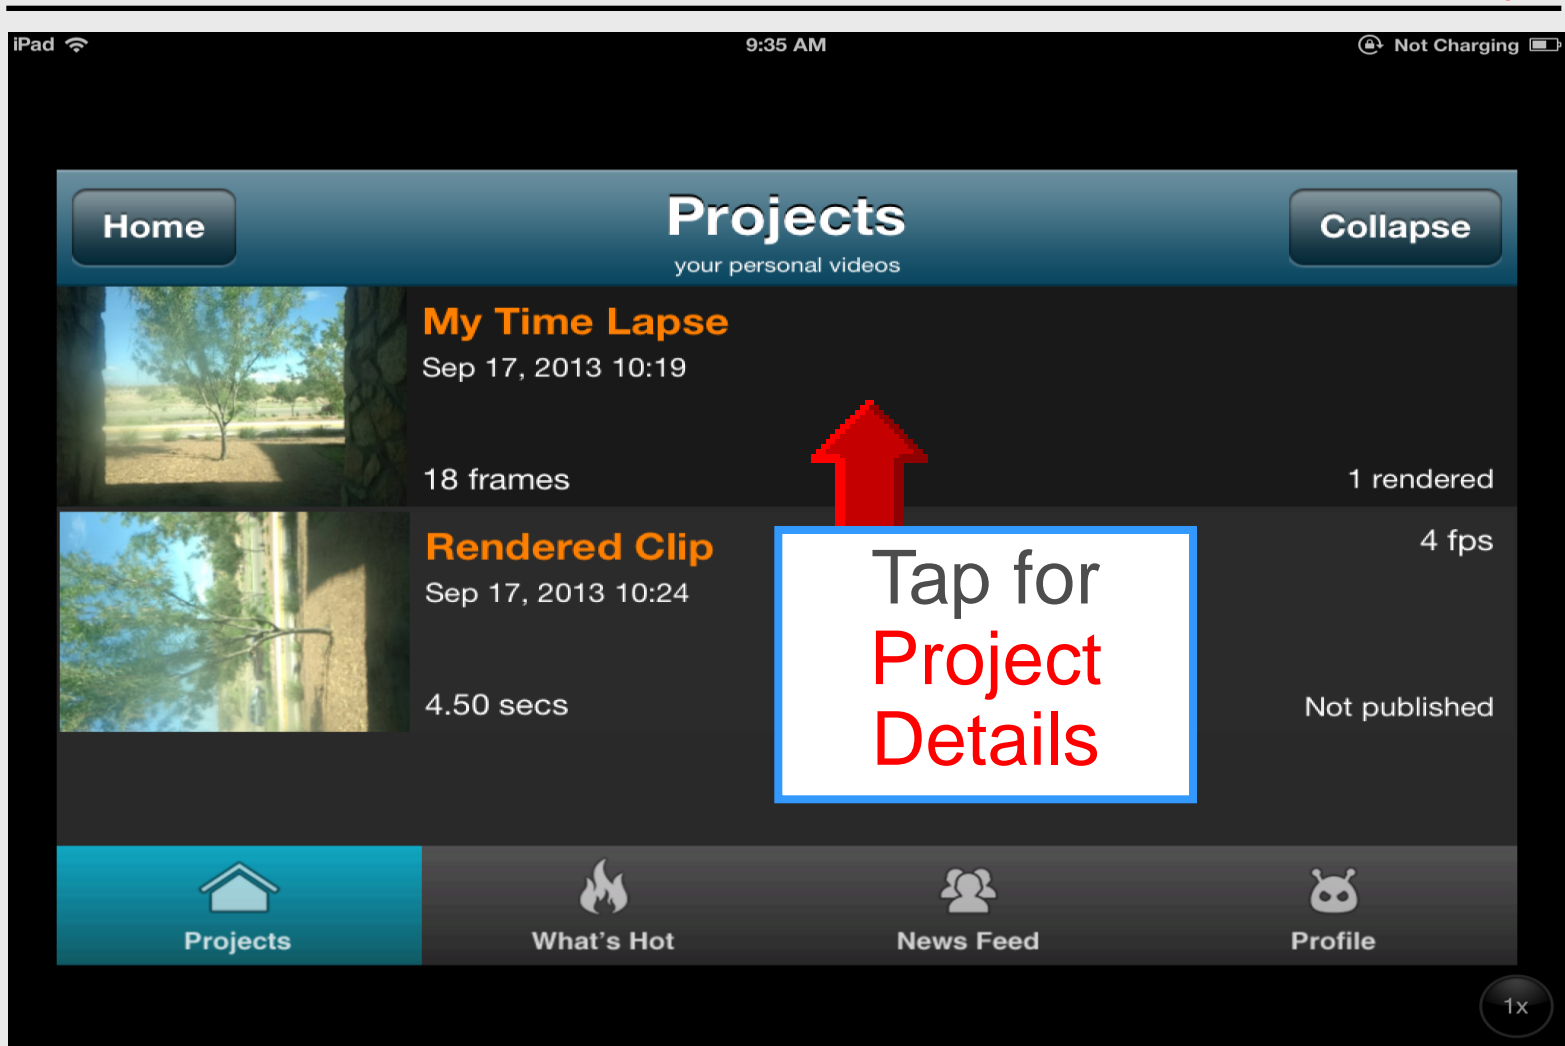 iPad 9:35 AM Not Charging
Home Projects Collapse
your personal videos
My Time Lapse
Sep 17, 2013 10:19
18 frames 1 rendered
Rendered Clip 4 fps
Sep 17, 2013 10:24
4.50 secs Not published
Tap for
Project
Details
Projects What's Hot News Feed Profile
1x